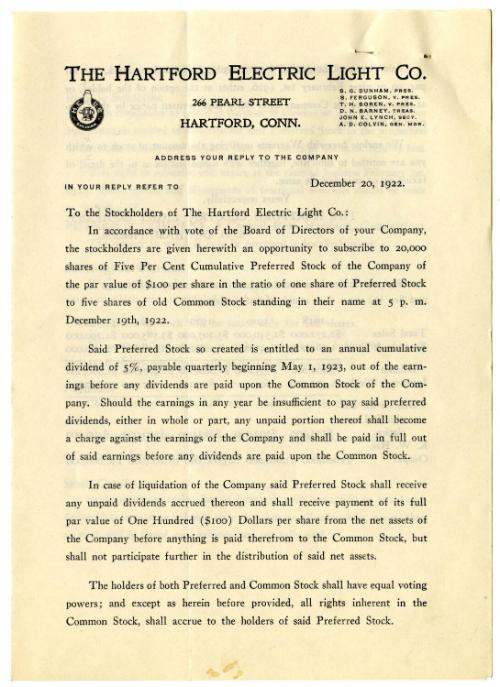 THE HARTFORD ELECTRIC LIGHT CO.
266 PEARL STREET
HARTFORD, CONN.
S. G. DUNHAM, PRES.
S. FERGUSON, V. PRES.
T. H. SOREN, V. PRES.
D. N. BARNEY, TREAS.
JOHN E. LYNCH, SECY.
A. D. COLVIN, GEN. MGR.
ADDRESS YOUR REPLY TO THE COMPANY
IN YOUR REPLY REFER TO
December 20, 1922.
To the Stockholders of The Hartford Electric Light Co.:
In accordance with vote of the Board of Directors of your Company,
the stockholders are given herewith an opportunity to subscribe to 20,000
shares of Five Per Cent Cumulative Preferred Stock of the Company of
the par value of $100 per share in the ratio of one share of Preferred Stock
to five shares of old Common Stock standing in their name at 5 p. m.
December 19th, 1922.
Said Preferred Stock so created is entitled to an annual cumulative
dividend of 5%, payable quarterly beginning May 1, 1923, out of the earn-
ings before any dividends are paid upon the Common Stock of the Com-
pany. Should the earnings in any year be insufficient to pay said preferred
dividends, either in whole or part, any unpaid portion thereof shall become
a charge against the earnings of the Company and shall be paid in full out
of said earnings before any dividends are paid upon the Common Stock.
In case of liquidation of the Company said Preferred Stock shall receive
any unpaid dividends accrued thereon and shall receive payment of its full
par value of One Hundred ($100) Dollars per share from the net assets of
the Company before anything is paid therefrom to the Common Stock, but
shall not participate further in the distribution of said net assets.
The holders of both Preferred and Common Stock shall have equal voting
powers; and except as herein before provided, all rights inherent in the
Common Stock, shall accrue to the holders of said Preferred Stock.